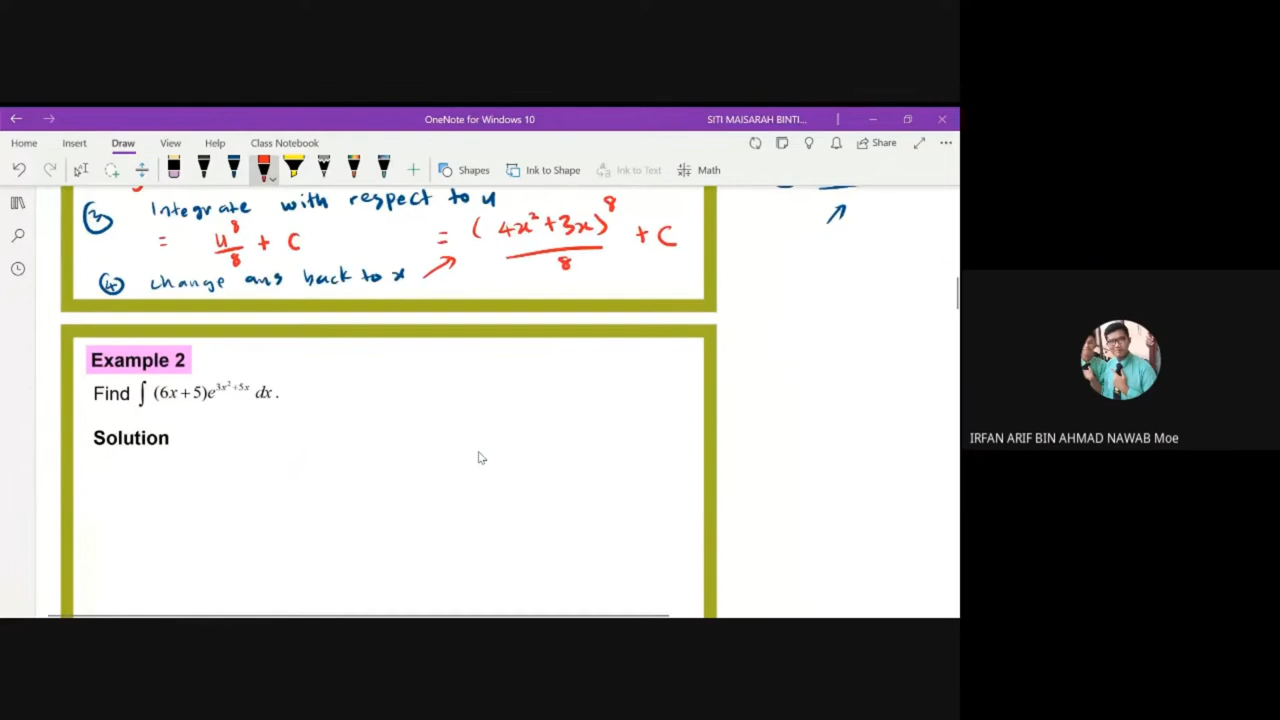 OneNote for Windows 10 SITI MAISARAH BINTI...
Home Insert Draw View Help Class Notebook Share
Shapes Ink to Shape Ink to Text Math
3 Integrate with respect to u
= u^8/8 + C = (4x²+3x)^8/8 + C
4 change ans back to x
Example 2
Find ∫ (6x+5)e^{3x²+5x} dx.
Solution
IRFAN ARIF BIN AHMAD NAWAB Moe